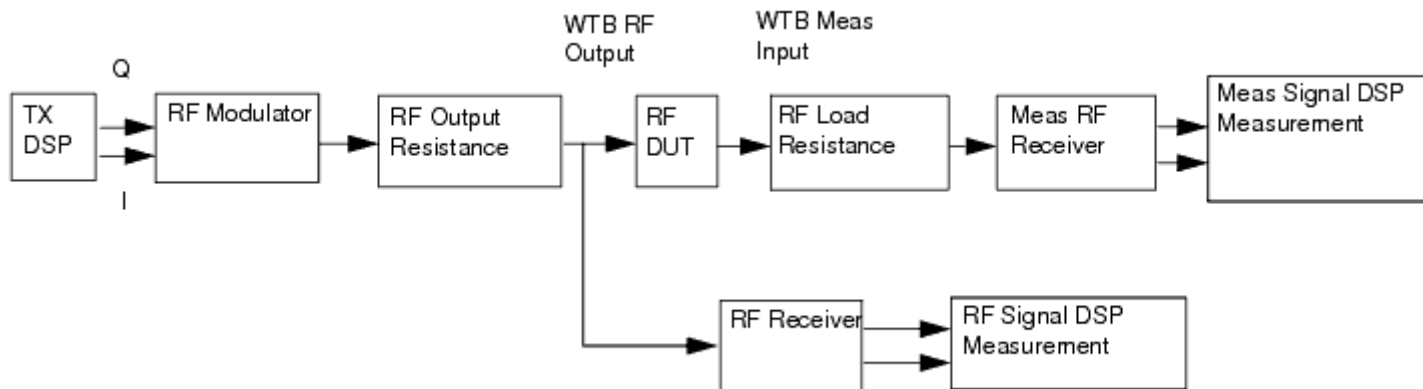 WTB RF
Output
WTB Meas
Input
Q
TX
DSP
I
RF Modulator
RF Output
Resistance
RF
DUT
RF Load
Resistance
Meas RF
Receiver
Meas Signal DSP
Measurement
RF Receiver
RF Signal DSP
Measurement